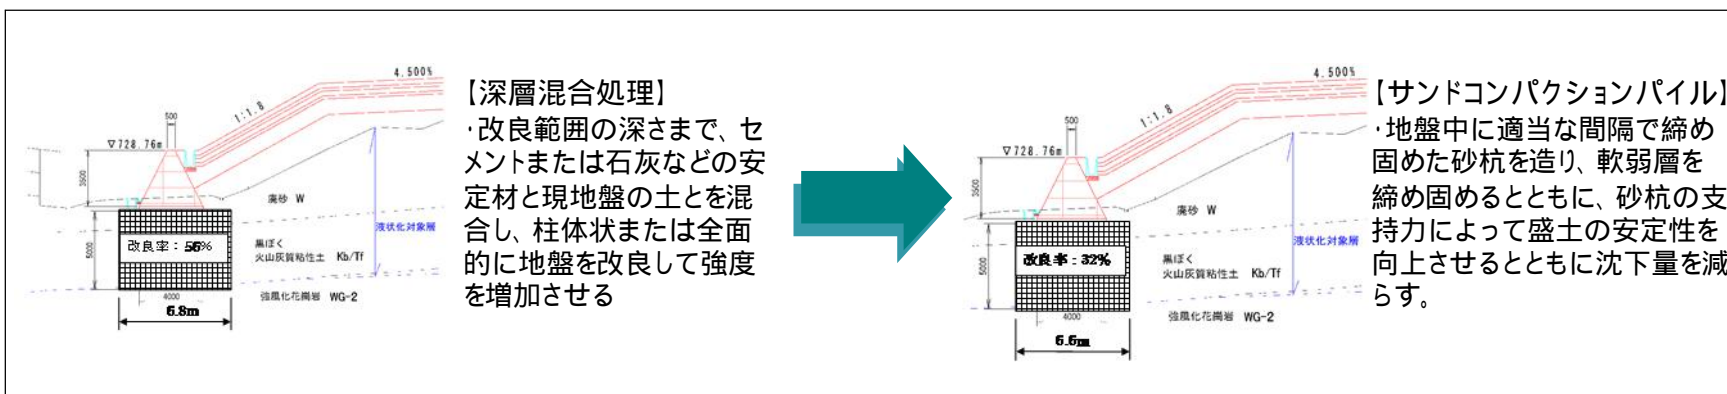 4.500%
1:1.8
500
▽728.76m
3500
廃砂 W
液状化対象層
改良率：56%
5000
黒ぼく
火山灰質粘性土 Kb/Tf
4000
強風化花崗岩 WG-2
6.8m
【深層混合処理】
・改良範囲の深さまで、セ
メントまたは石灰などの安
定材と現地盤の土とを混
合し、柱体状または全面
的に地盤を改良して強度
を増加させる
4.500%
1:1.8
500
▽728.76m
3500
廃砂 W
液状化対象層
改良率：32%
5000
黒ぼく
火山灰質粘性土 Kb/Tf
4000
強風化花崗岩 WG-2
6.6m
【サンドコンパクションパイル】
・地盤中に適当な間隔で締め
固めた砂杭を造り、軟弱層を
締め固めるとともに、砂杭の支
持力によって盛土の安定性を
向上させるとともに沈下量を減
らす。